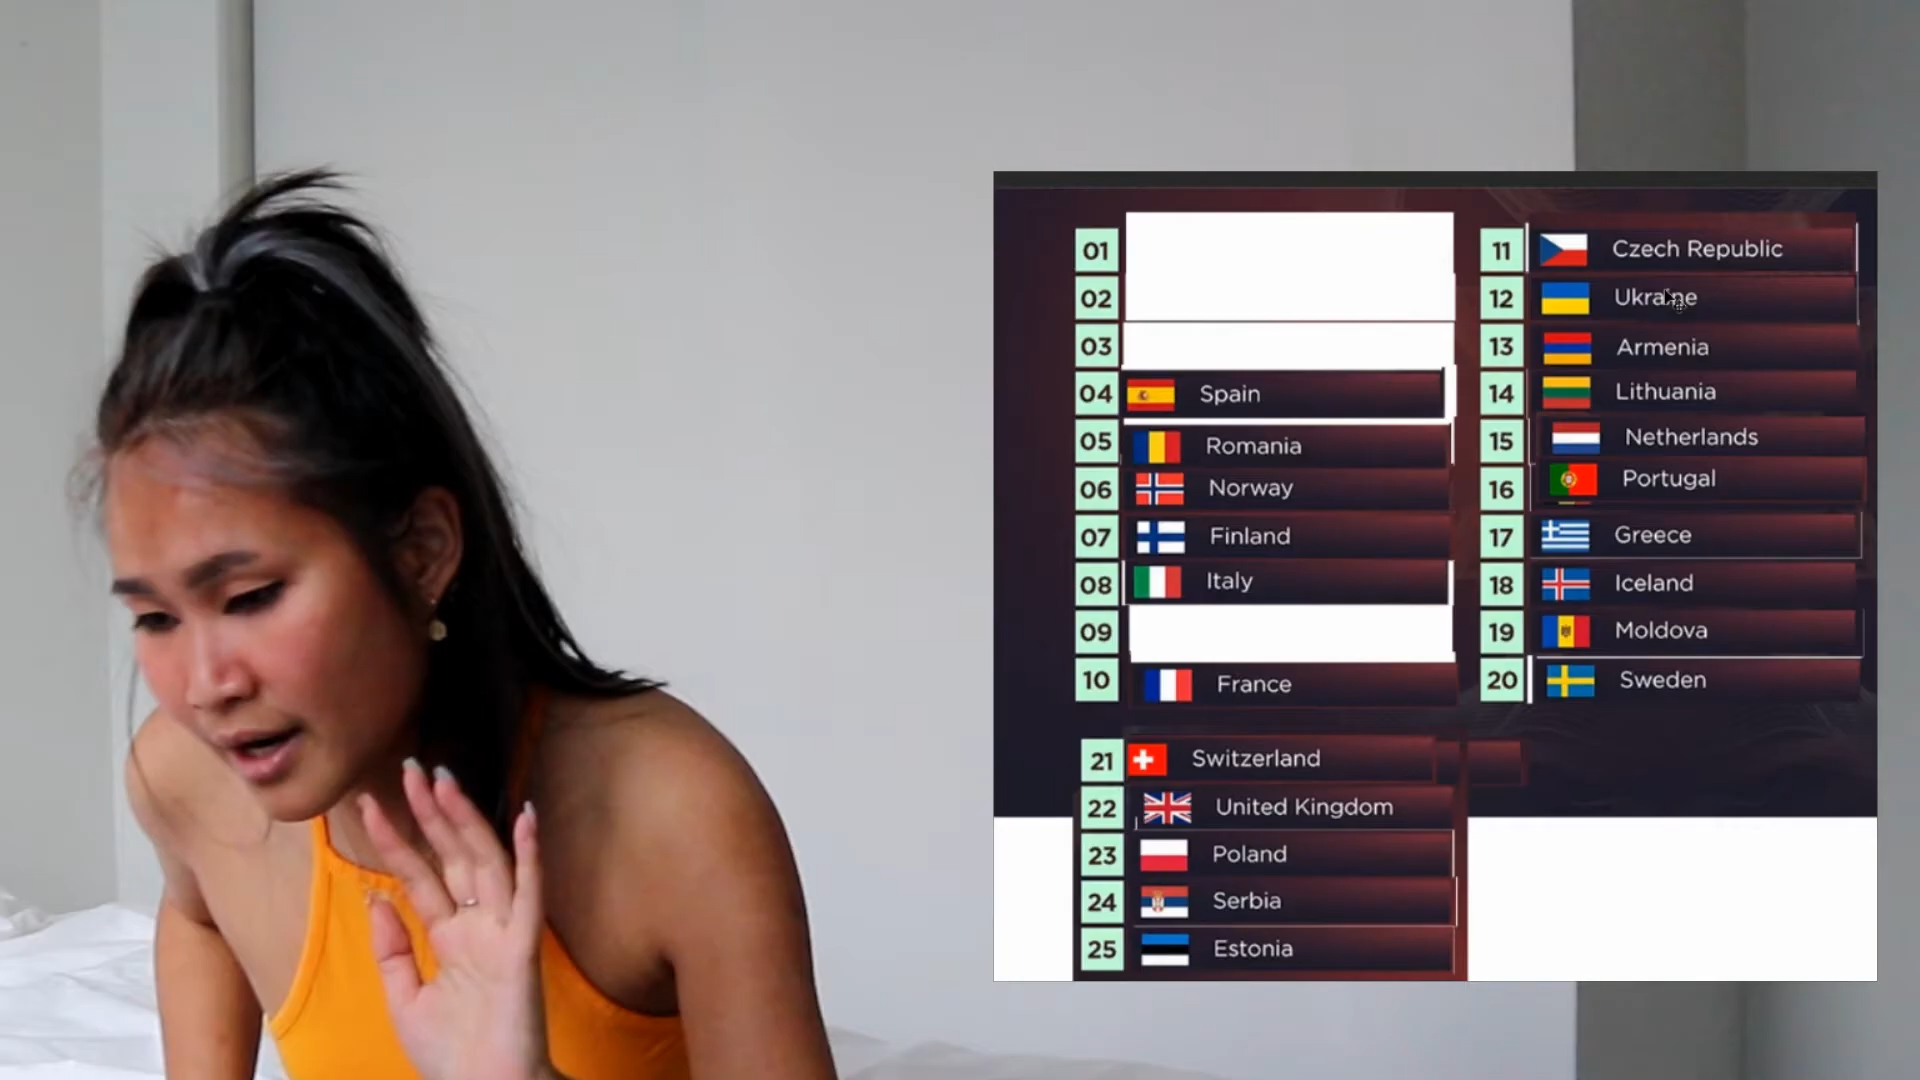 01
02
03
04 Spain
05 Romania
06 Norway
07 Finland
08 Italy
09
10 France
11 Czech Republic
12 Ukraine
13 Armenia
14 Lithuania
15 Netherlands
16 Portugal
17 Greece
18 Iceland
19 Moldova
20 Sweden
21 Switzerland
22 United Kingdom
23 Poland
24 Serbia
25 Estonia